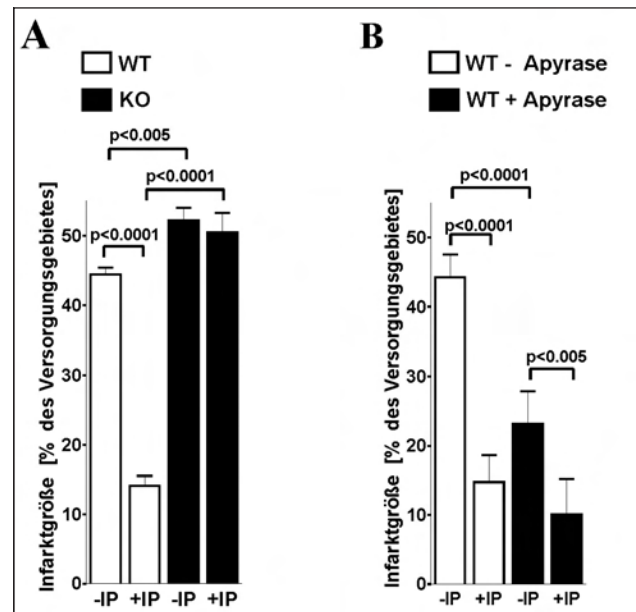 A
WT
KO
p<0.005
p<0.0001
p<0.0001
Infarktgröße [% des Versorgungsgebietes]
50
40
30
20
10
0
-IP +IP -IP +IP
B
WT - Apyrase
WT + Apyrase
p<0.0001
p<0.0001
p<0.005
Infarktgröße [% des Versorgungsgebietes]
50
40
30
20
10
0
-IP +IP -IP +IP